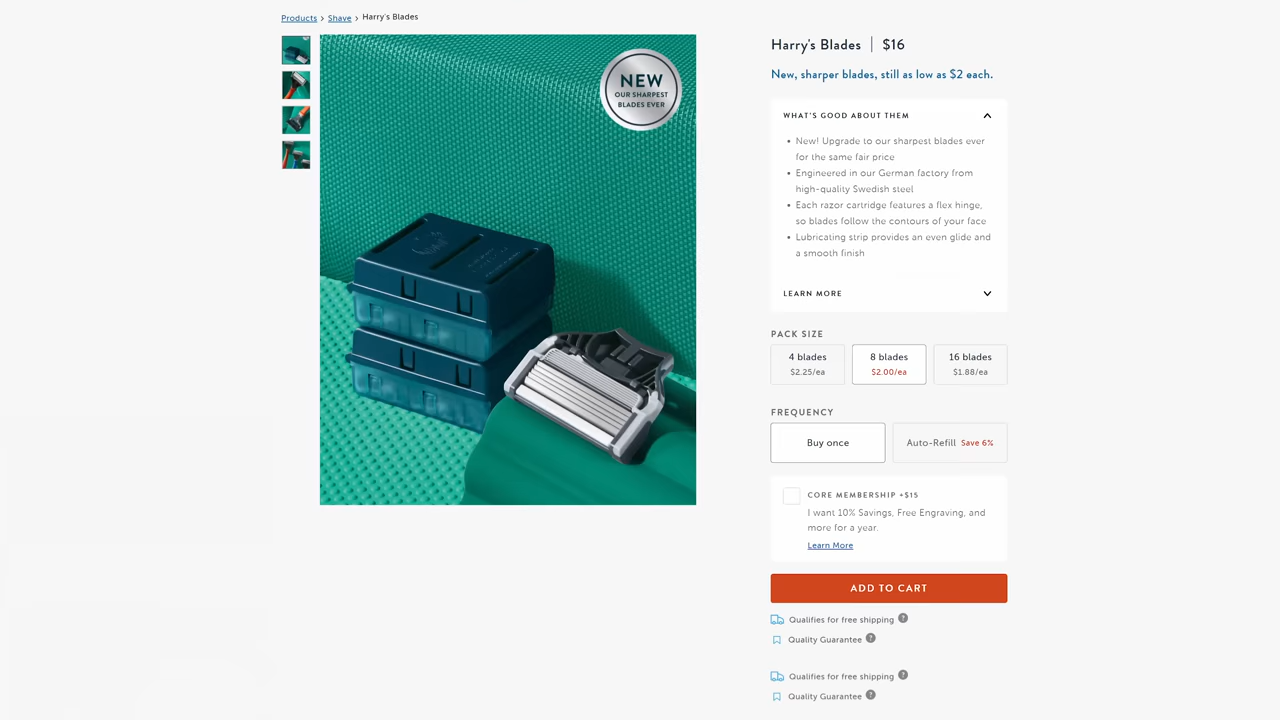 Products > Shave > Harry's Blades
NEW
OUR SHARPEST
BLADES EVER
Harry's Blades | $16
New, sharper blades, still as low as $2 each.
WHAT'S GOOD ABOUT THEM
• New! Upgrade to our sharpest blades ever
for the same fair price
• Engineered in our German factory from
high-quality Swedish steel
• Each razor cartridge features a flex hinge,
so blades follow the contours of your face
• Lubricating strip provides an even glide and
a smooth finish
LEARN MORE
PACK SIZE
4 blades 8 blades 16 blades
$2.25/ea $2.00/ea $1.88/ea
FREQUENCY
Buy once Auto-Refill Save 6%
CORE MEMBERSHIP +$15
I want 10% Savings, Free Engraving, and
more for a year.
Learn More
ADD TO CART
Qualifies for free shipping ?
Quality Guarantee ?
Qualifies for free shipping ?
Quality Guarantee ?